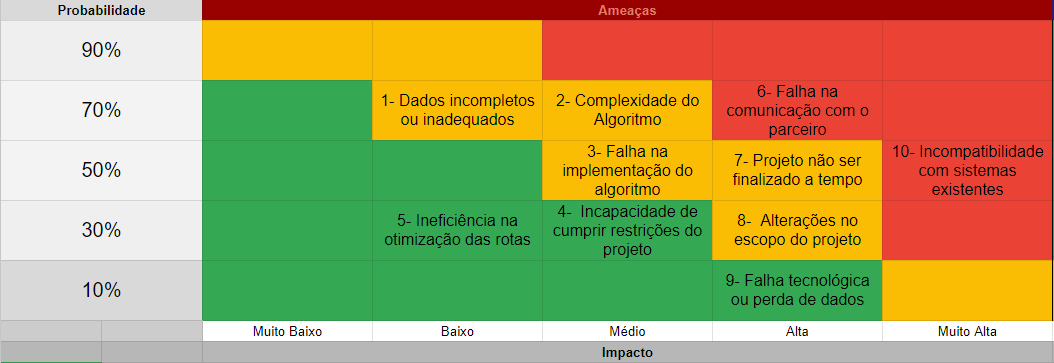 Probabilidade
Ameaças
90%
70%
1- Dados incompletos
ou inadequados
2- Complexidade do
Algoritmo
6- Falha na
comunicação com o
parceiro
50%
3- Falha na
implementação do
algoritmo
7- Projeto não ser
finalizado a tempo
10- Incompatibilidade
com sistemas
existentes
30%
5- Ineficiência na
otimização das rotas
4-  Incapacidade de
cumprir restrições do
projeto
8-  Alterações no
escopo do projeto
10%
9- Falha tecnológica
ou perda de dados
Muito Baixo
Baixo
Médio
Alta
Muito Alta
Impacto